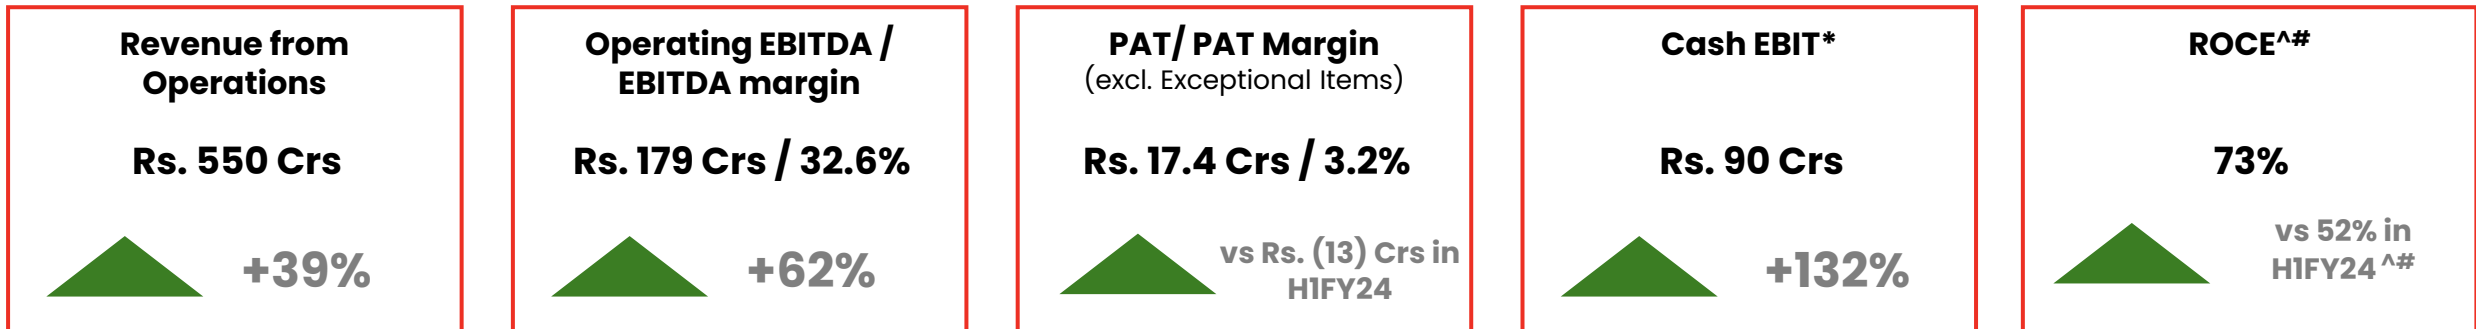 Revenue from
Operations
Rs. 550 Crs
+39%
Operating EBITDA /
EBITDA margin
Rs. 179 Crs / 32.6%
+62%
PAT/ PAT Margin
(excl. Exceptional Items)
Rs. 17.4 Crs / 3.2%
vs Rs. (13) Crs in
H1FY24
Cash EBIT*
Rs. 90 Crs
+132%
ROCE^#
73%
vs 52% in
H1FY24 ^#